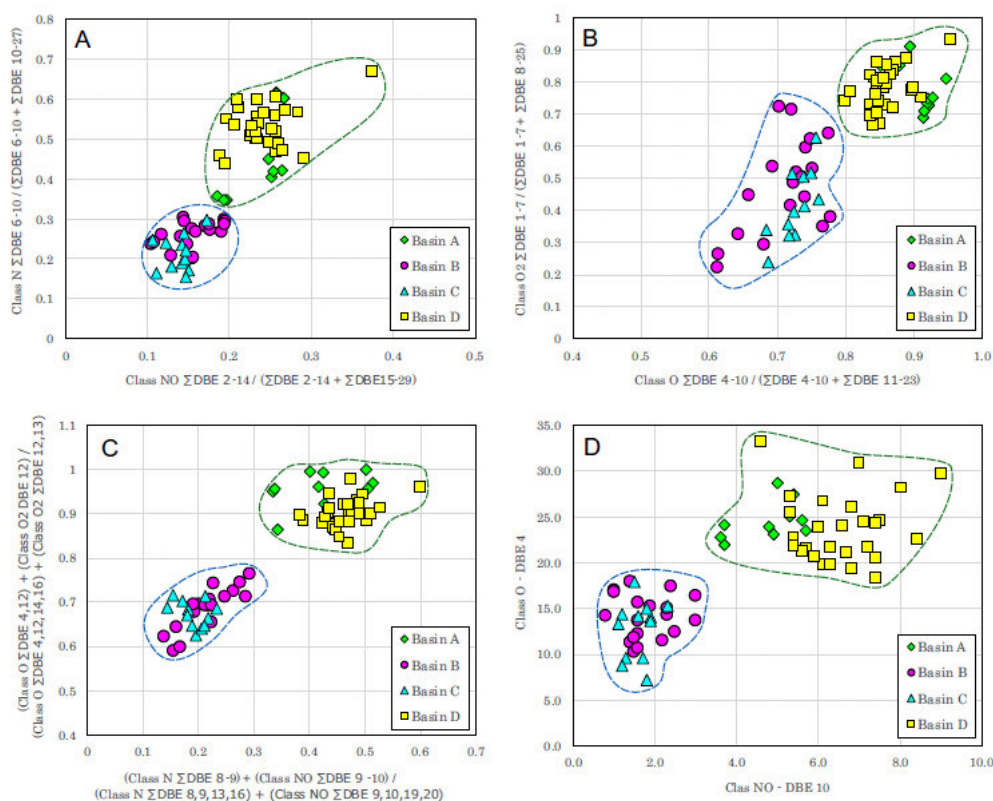 A
Class N ∑DBE 6-10 / (∑DBE 6-10 + ∑DBE 10-27)
0.8
0.7
0.6
0.5
0.4
0.3
0.2
0.1
0
0
0.1
0.2
0.3
0.4
0.5
Basin A
Basin B
Basin C
Basin D
Class NO ∑DBE 2-14 / (∑DBE 2-14 + ∑DBE15-29)
B
Class O2 ∑DBE 1-7 / (∑DBE 1-7 + ∑DBE 8-25)
1
0.9
0.8
0.7
0.6
0.5
0.4
0.3
0.2
0.1
0
0.4
0.5
0.6
0.7
0.8
0.9
1.0
Basin A
Basin B
Basin C
Basin D
Class O ∑DBE 4-10 / (∑DBE 4-10 + ∑DBE 11-23)
C
(Class O ∑DBE 4,12) + (Class O2 DBE 12) /
(Class O ∑DBE 4,12,14,16) + (Class O2 ∑DBE 12,13)
1.1
1
0.9
0.8
0.7
0.6
0.5
0.4
0
0.1
0.2
0.3
0.4
0.5
0.6
0.7
Basin A
Basin B
Basin C
Basin D
(Class N ∑DBE 8-9) + (Class NO ∑DBE 9 -10) /
(Class N ∑DBE 8,9,13,16) + (Class NO ∑DBE 9,10,19,20)
D
Class O - DBE 4
35.0
30.0
25.0
20.0
15.0
10.0
5.0
0.0
0.0
2.0
4.0
6.0
8.0
10.0
Basin A
Basin B
Basin C
Basin D
Clas NO - DBE 10